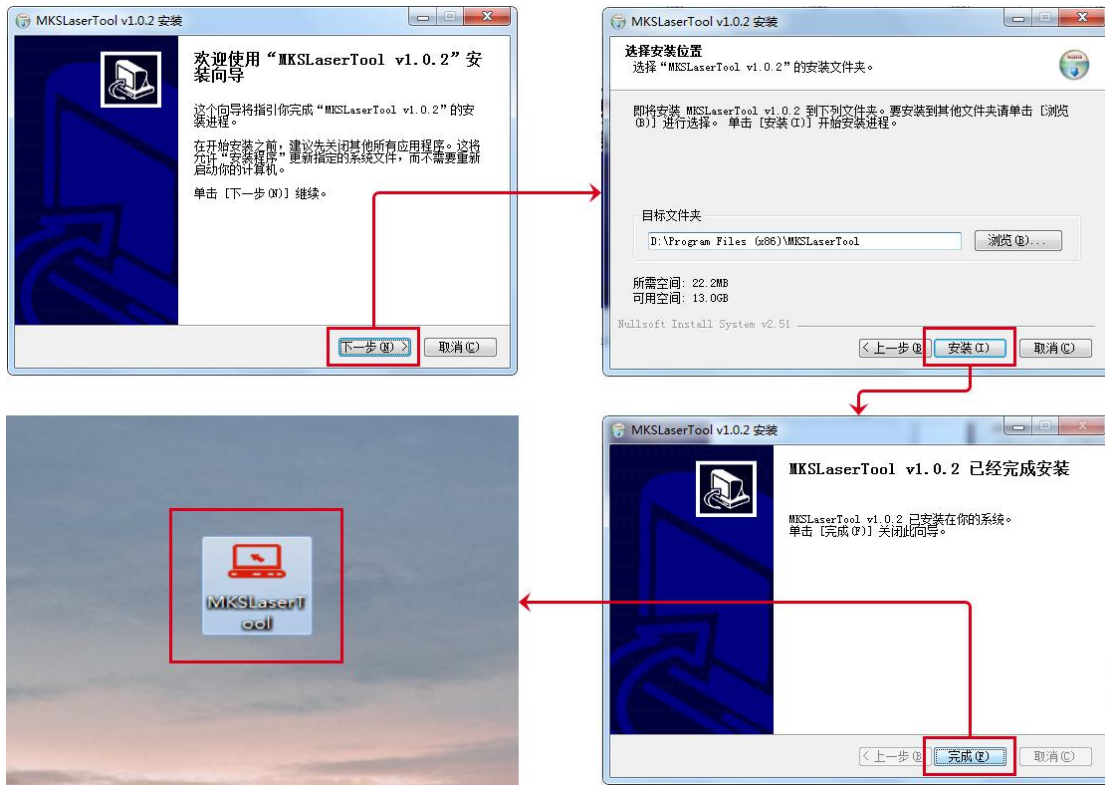 MKSLaserTool v1.0.2 安装
欢迎使用“MKSLaserTool v1.0.2”安
装向导
这个向导将指引你完成“MKSLaserTool v1.0.2”的安
装进程。
在开始安装之前,建议先关闭其他所有应用程序。这将
允许“安装程序”更新指定的系统文件,而不需要重新
启动你的计算机。
单击 [下一步(N)] 继续。
下一步(N) >
取消(C)
MKSLaserTool v1.0.2 安装
选择安装位置
选择“MKSLaserTool v1.0.2”的安装文件夹。
即将安装 MKSLaserTool v1.0.2 到下列文件夹。要安装到其他文件夹请单击 [浏览
(B)] 进行选择。 单击 [安装(I)] 开始安装进程。
目标文件夹
D:\Program Files (x86)\MKSLaserTool
浏览(B)...
所需空间: 22.2MB
可用空间: 13.0GB
Nullsoft Install System v2.51
< 上一步(B
安装(I)
取消(C)
MKSLaserTool v1.0.2 安装
MKSLaserTool v1.0.2 已经完成安装
MKSLaserTool v1.0.2 已安装在你的系统。
单击 [完成(F)] 关闭此向导。
< 上一步(B
完成(F)
取消(C)
MKSLaserT
ool